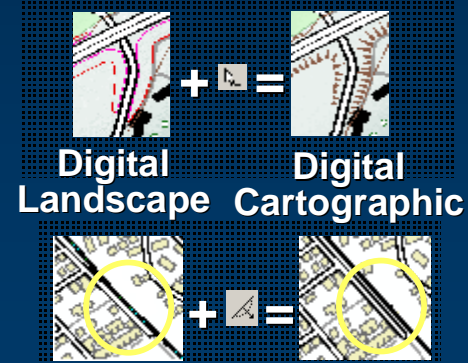 + =
Digital Digital
Landscape Cartographic
+ =